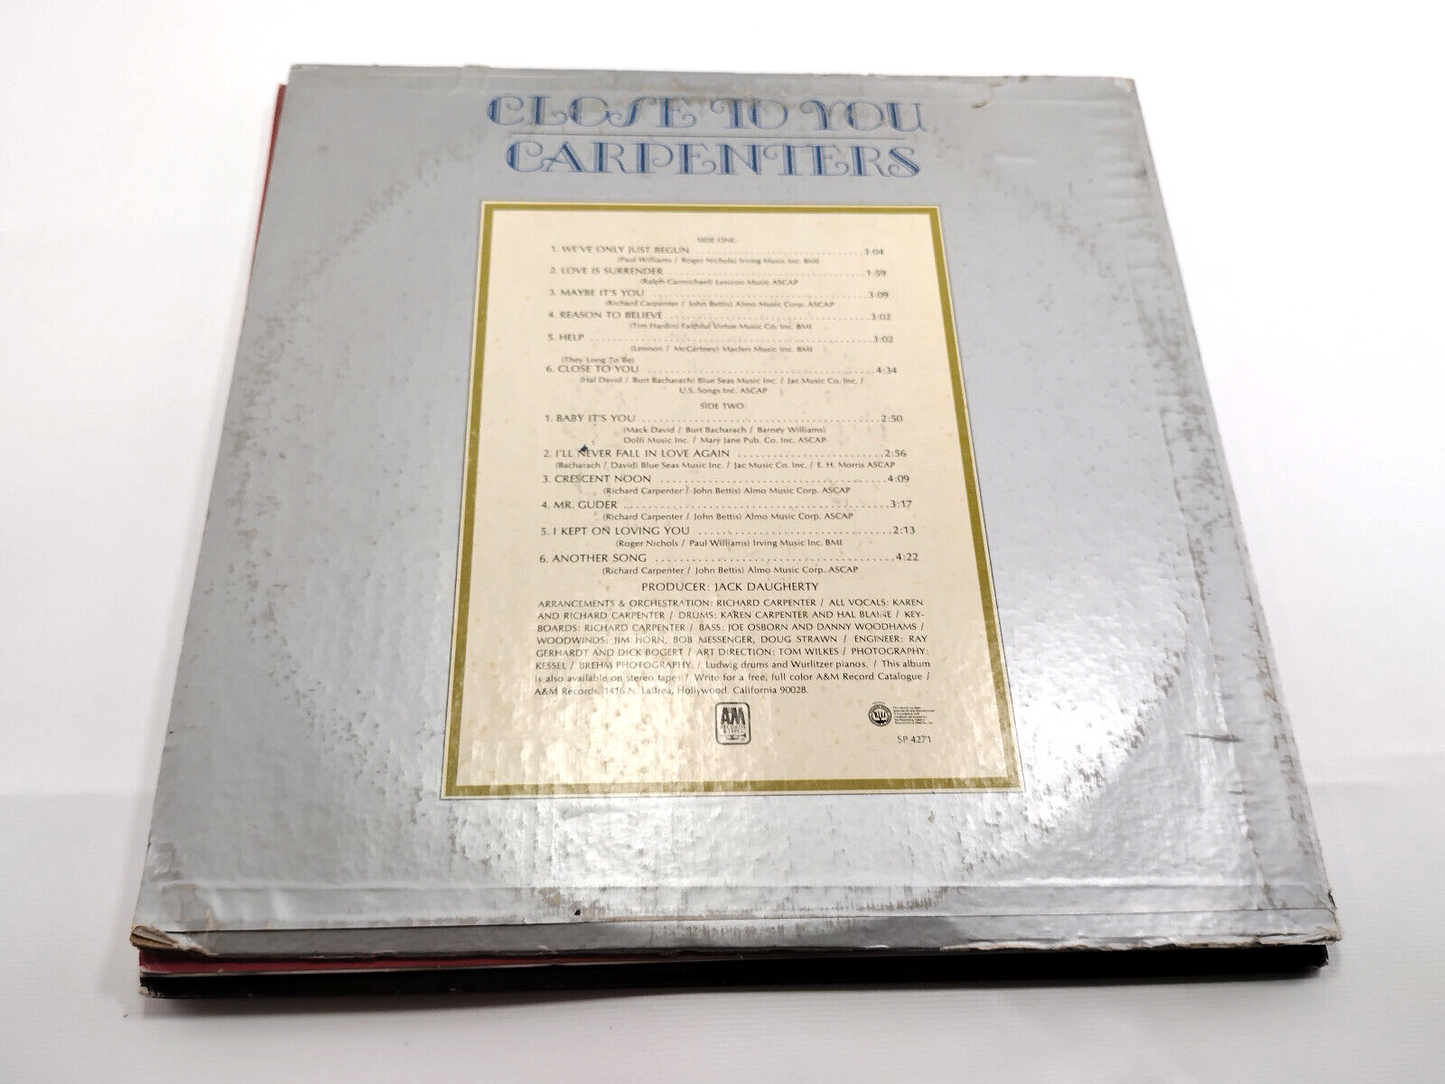 CLOSE TO YOU
CARPENTERS
SIDE ONE:
1. WE'VE ONLY JUST BEGUN ........................... 3:04
(Paul Williams / Roger Nichols) Irving Music Inc. BMI
2. LOVE IS SURRENDER ........................... 1:59
(Ralph Carmichael) Lexicon Music ASCAP
3. MAYBE IT'S YOU ........................... 3:09
(Richard Carpenter / John Bettis) Almo Music Corp. ASCAP
4. REASON TO BELIEVE ........................... 3:02
(Tim Hardin) Faithful Virtue Music Co. Inc. BMI
5. HELP ........................... 3:02
(Lennon / McCartney) Maclen Music Inc. BMI
(They Long To Be)
6. CLOSE TO YOU ........................... 4:34
(Hal David / Burt Bacharach) Blue Seas Music Inc. / Jac Music Co. Inc. /
U.S. Songs Inc. ASCAP
SIDE TWO:
1. BABY IT'S YOU ........................... 2:50
(Mack David / Burt Bacharach / Barney Williams)
Dolfi Music Inc. / Mary Jane Pub. Co. Inc. ASCAP
2. I'LL NEVER FALL IN LOVE AGAIN ........................... 2:56
(Bacharach / David) Blue Seas Music Inc. / Jac Music Co. Inc. / E. H. Morris ASCAP
3. CRESCENT NOON ........................... 4:09
(Richard Carpenter / John Bettis) Almo Music Corp. ASCAP
4. MR. GUDER ........................... 3:17
(Richard Carpenter / John Bettis) Almo Music Corp. ASCAP
5. I KEPT ON LOVING YOU ........................... 2:13
(Roger Nichols / Paul Williams) Irving Music Inc. BMI
6. ANOTHER SONG ........................... 4:22
(Richard Carpenter / John Bettis) Almo Music Corp. ASCAP
PRODUCER: JACK DAUGHERTY
ARRANGEMENTS & ORCHESTRATION: RICHARD CARPENTER / ALL VOCALS: KAREN
AND RICHARD CARPENTER / DRUMS: KAREN CARPENTER AND HAL BLAINE / KEY-
BOARDS: RICHARD CARPENTER / BASS: JOE OSBORN AND DANNY WOODHAMS /
WOODWINDS: JIM HORN, BOB MESSENGER, DOUG STRAWN / ENGINEER: RAY
GERHARDT AND DICK BOGERT / ART DIRECTION: TOM WILKES / PHOTOGRAPHY:
KESSEL / BREHM PHOTOGRAPHY. / Ludwig drums and Wurlitzer pianos. / This album
is also available on stereo tapes. / Write for a free, full color A&M Record Catalogue /
A&M Records, 1416 N. LaBrea, Hollywood, California 90028.
AM
RECORDS
SP 4271